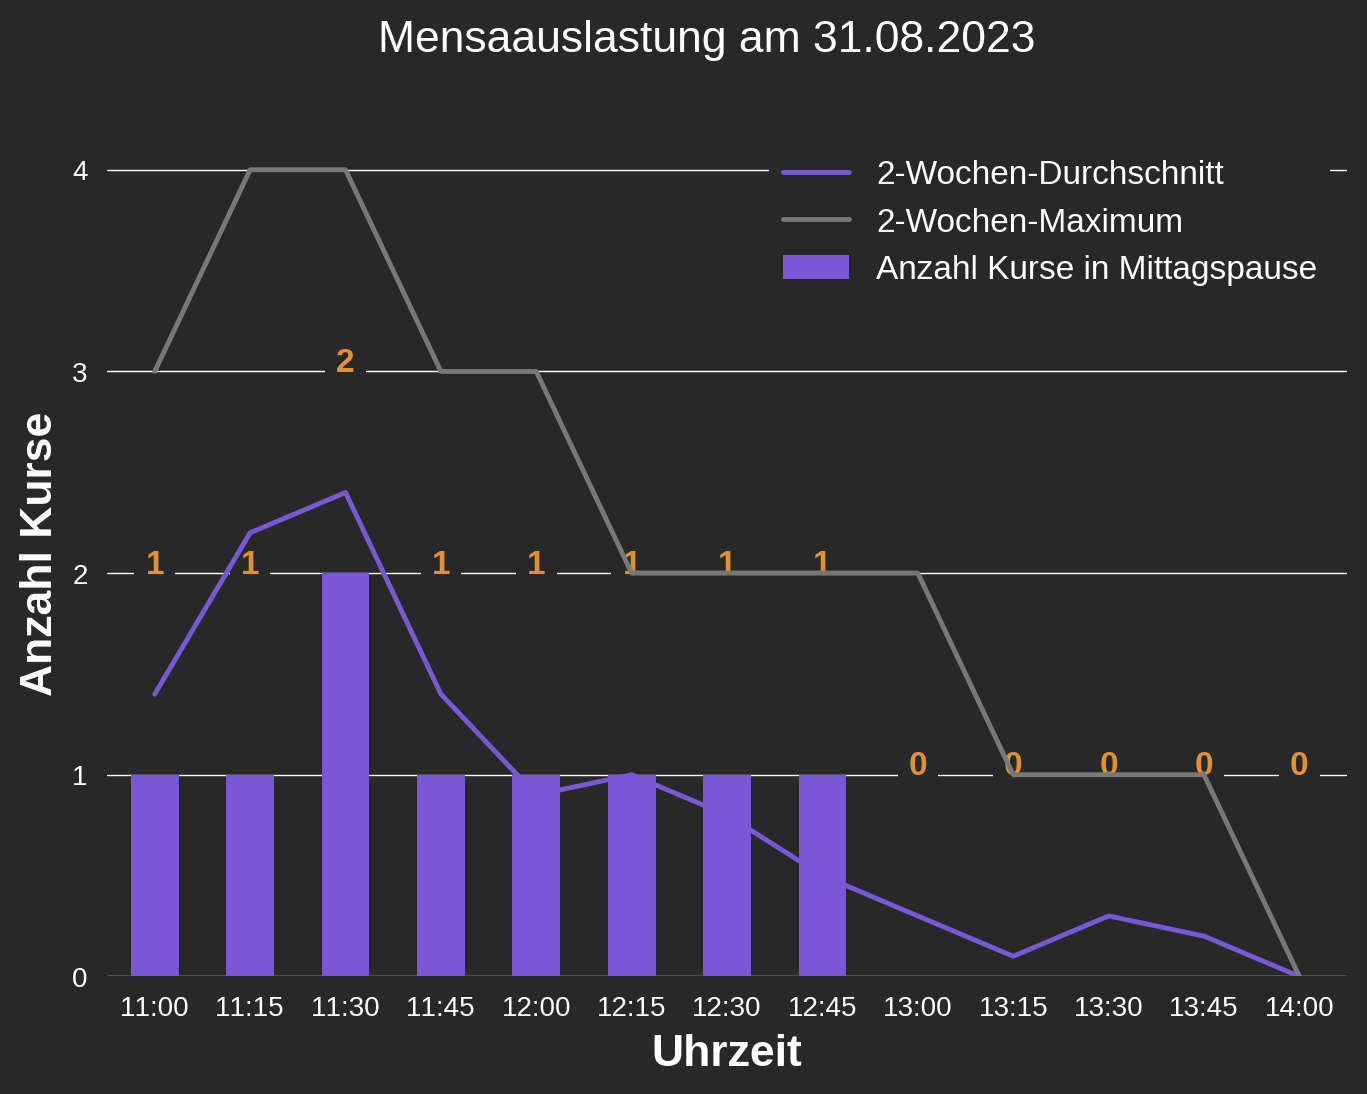 Mensaauslastung am 31.08.2023
2-Wochen-Durchschnitt
2-Wochen-Maximum
Anzahl Kurse in Mittagspause
Anzahl Kurse
4
3
2
1
0
2
1 1 1 1 1 1 1
0 0 0 0 0
11:00 11:15 11:30 11:45 12:00 12:15 12:30 12:45 13:00 13:15 13:30 13:45 14:00
Uhrzeit